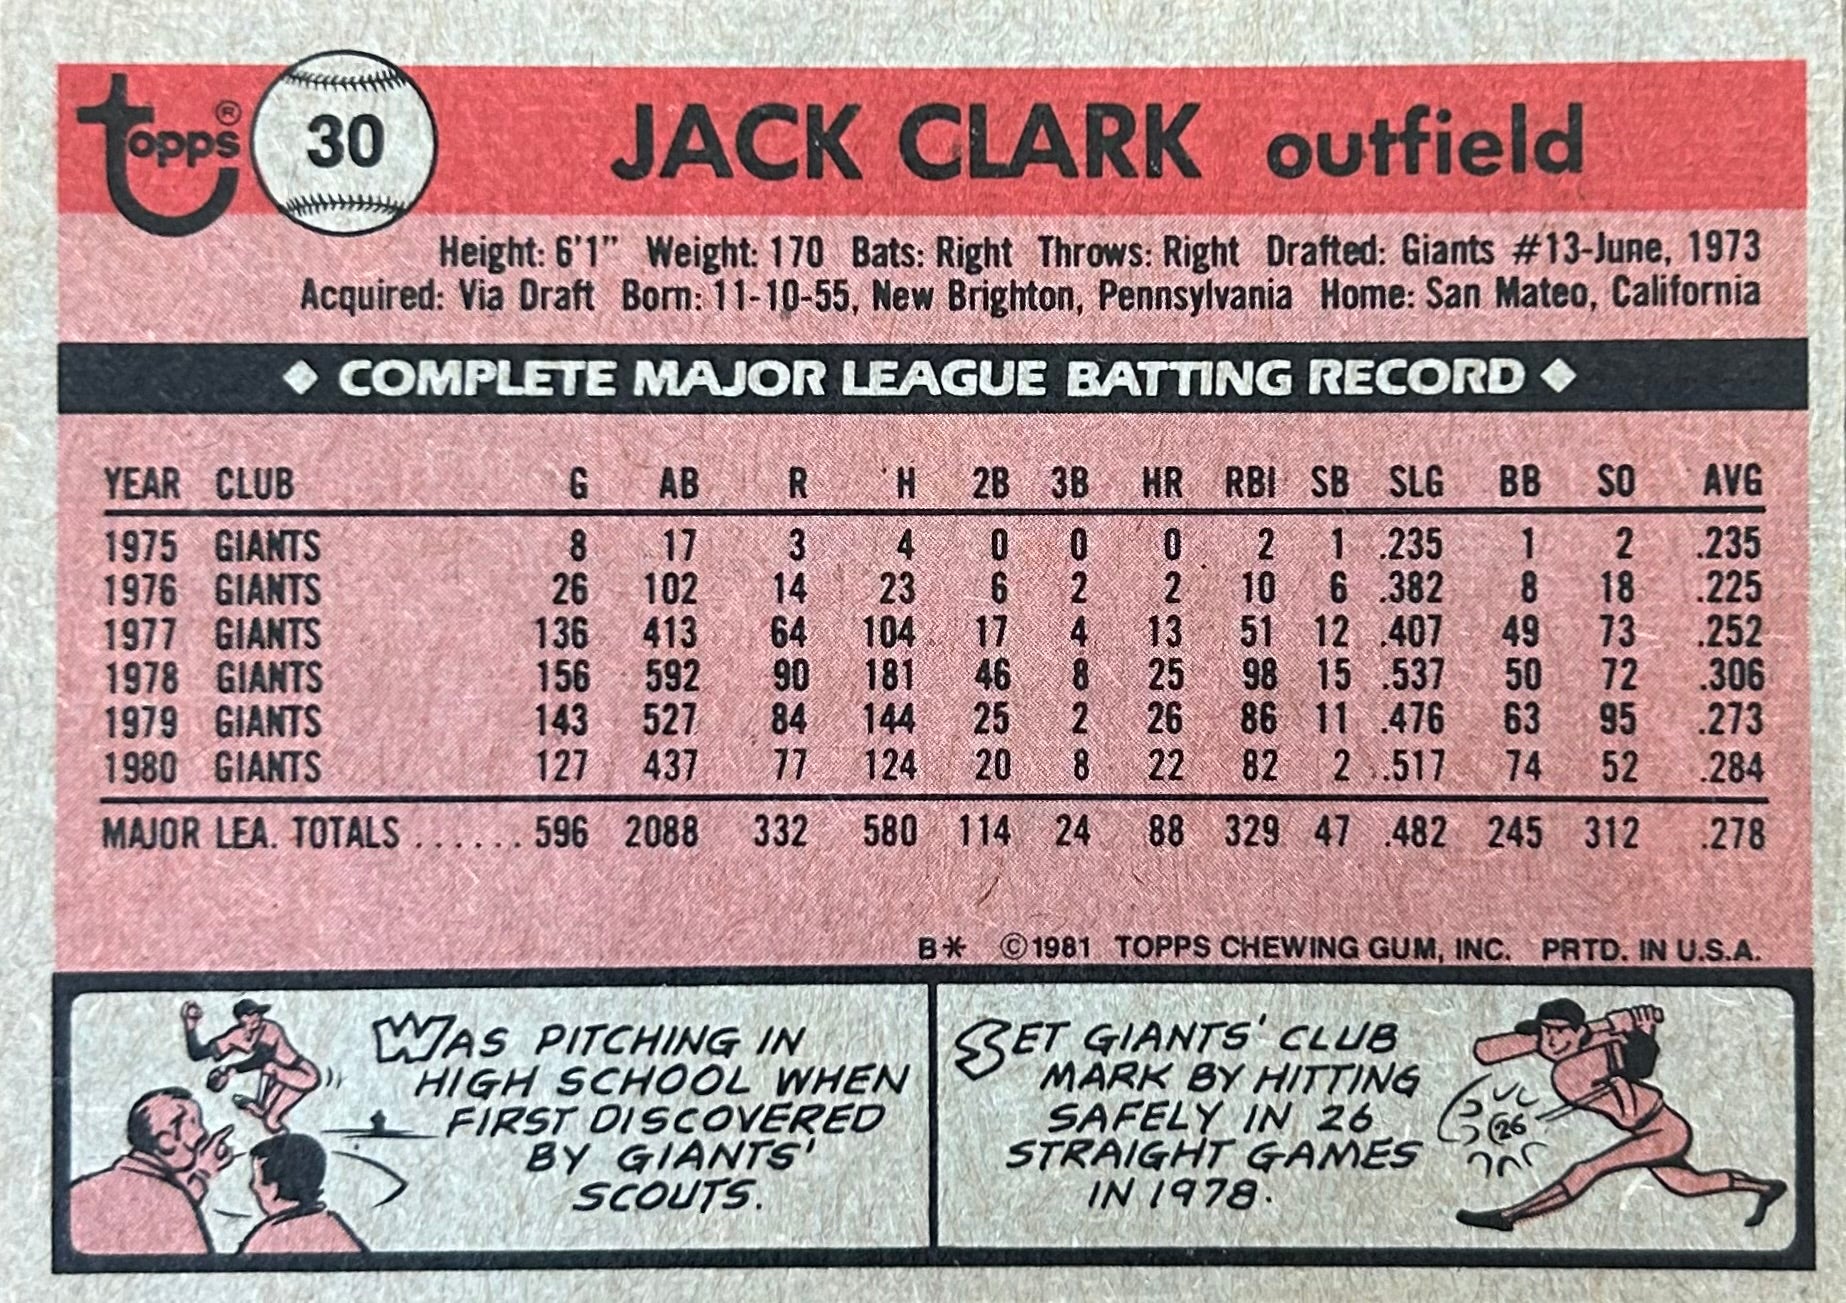 topps® 30 JACK CLARK outfield
Height: 6'1" Weight: 170 Bats: Right Throws: Right Drafted: Giants #13-June, 1973
Acquired: Via Draft Born: 11-10-55, New Brighton, Pennsylvania Home: San Mateo, California
◆ COMPLETE MAJOR LEAGUE BATTING RECORD ◆
YEAR CLUB G AB R H 2B 3B HR RBI SB SLG BB SO AVG
1975 GIANTS 8 17 3 4 0 0 0 2 1 .235 1 2 .235
1976 GIANTS 26 102 14 23 6 2 2 10 6 .382 8 18 .225
1977 GIANTS 136 413 64 104 17 4 13 51 12 .407 49 73 .252
1978 GIANTS 156 592 90 181 46 8 25 98 15 .537 50 72 .306
1979 GIANTS 143 527 84 144 25 2 26 86 11 .476 63 95 .273
1980 GIANTS 127 437 77 124 20 8 22 82 2 .517 74 52 .284
MAJOR LEA. TOTALS ...... 596 2088 332 580 114 24 88 329 47 .482 245 312 .278
B* ©1981 TOPPS CHEWING GUM, INC. PRTD. IN U.S.A.
WAS PITCHING IN
HIGH SCHOOL WHEN
FIRST DISCOVERED
BY GIANTS'
SCOUTS.
SET GIANTS' CLUB
MARK BY HITTING
SAFELY IN 26
STRAIGHT GAMES
IN 1978.
26